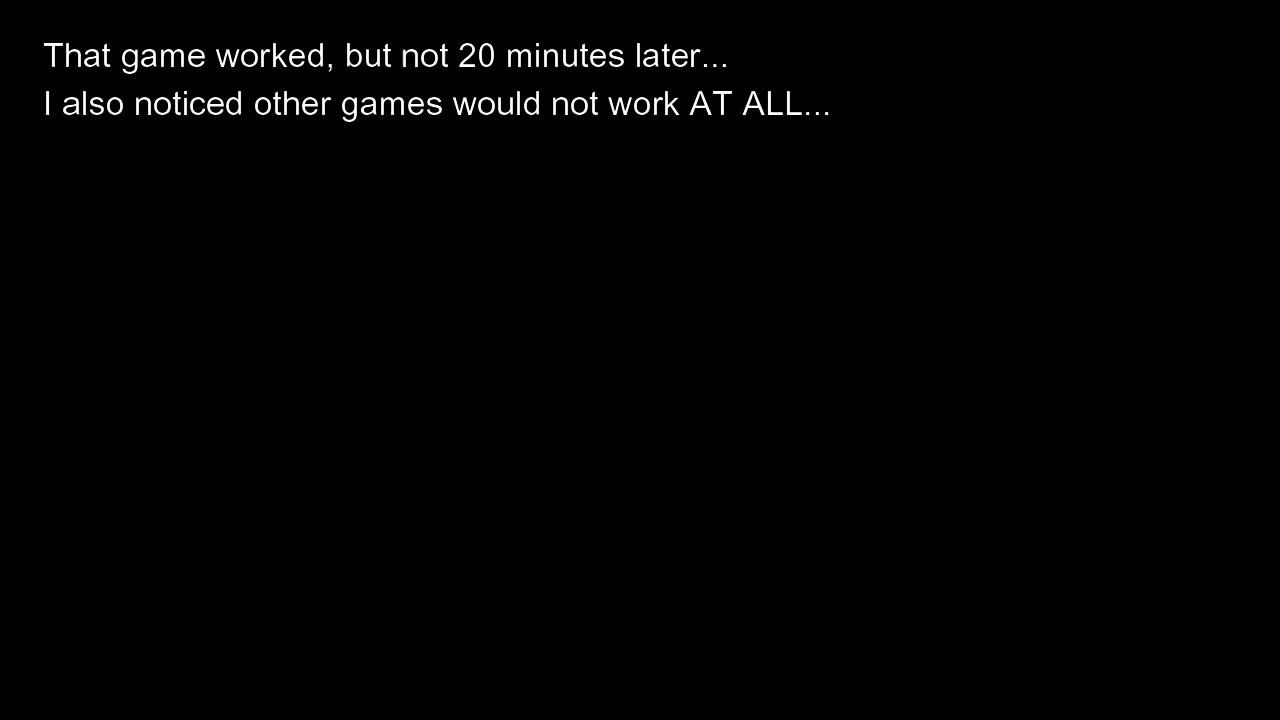 That game worked, but not 20 minutes later...
I also noticed other games would not work AT ALL...